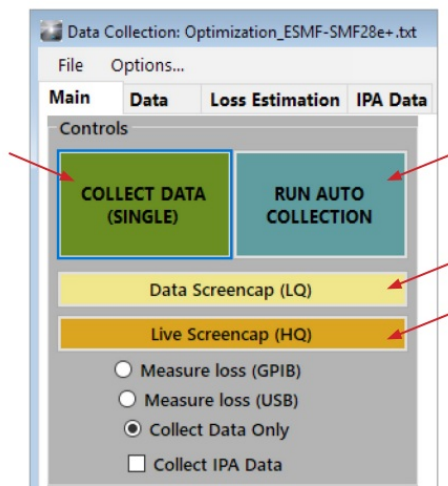 Data Collection: Optimization_ESMF-SMF28e+.txt
File Options...
Main Data Loss Estimation IPA Data
Controls
COLLECT DATA
(SINGLE)
RUN AUTO
COLLECTION
Data Screencap (LQ)
Live Screencap (HQ)
Measure loss (GPIB)
Measure loss (USB)
Collect Data Only
Collect IPA Data